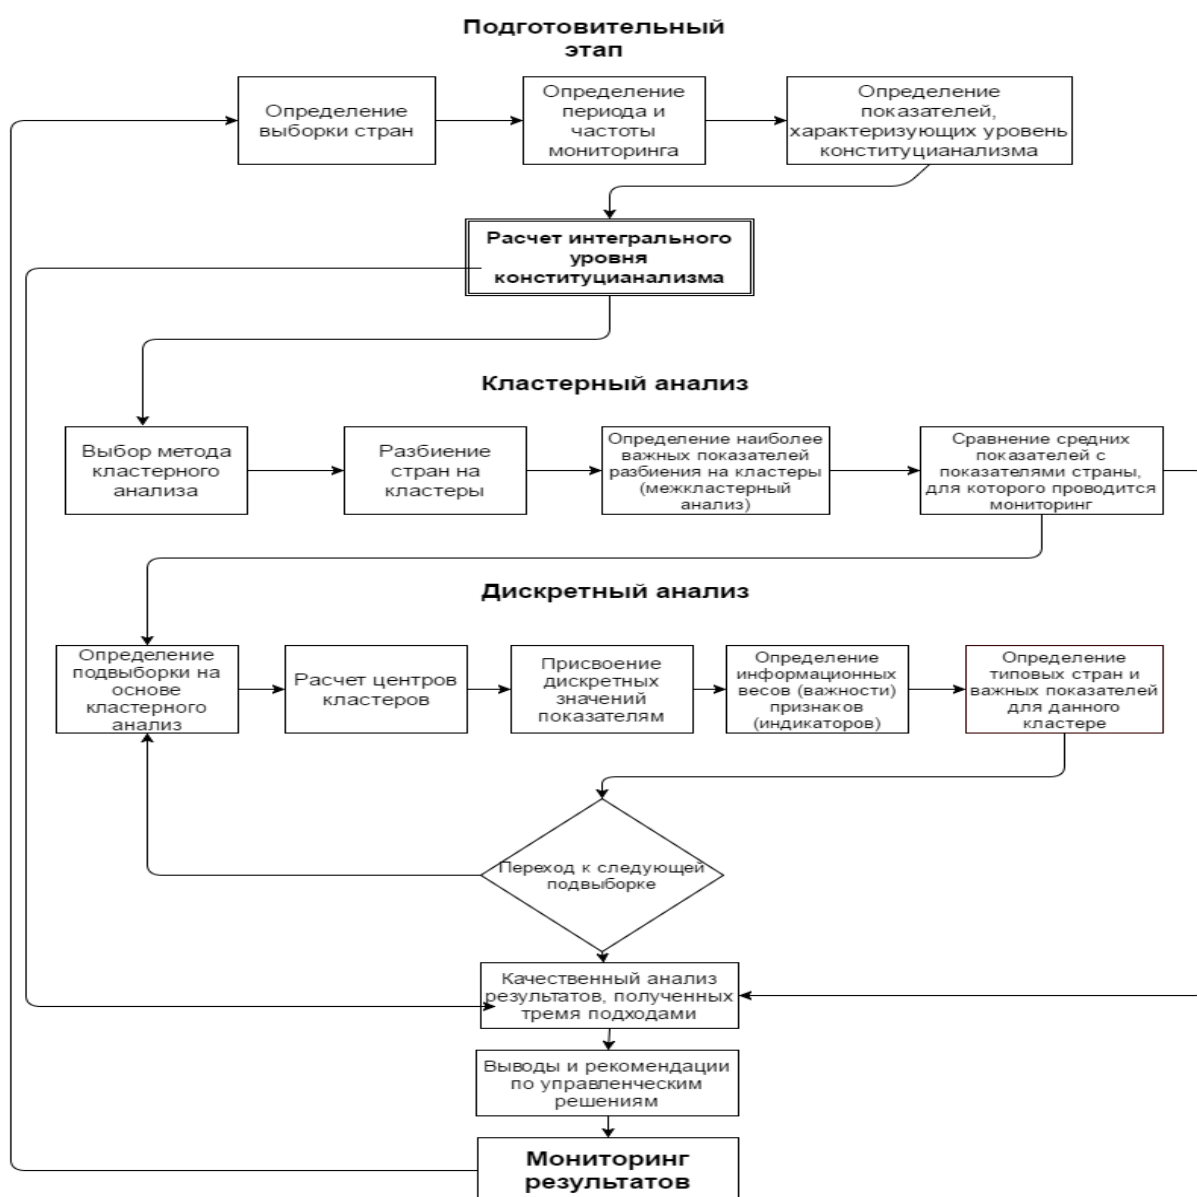 Подготовительный
этап
Определение
выборки стран
Определение
периода и
частоты
мониторинга
Определение
показателей,
характеризующих уровень
конституцианализма
Расчет интегрального
уровня
конституцианализма
Кластерный анализ
Выбор метода
кластерного
анализа
Разбиение
стран на
кластеры
Определение наиболее
важных показателей
разбиения на кластеры
(межкластерный
анализ)
Сравнение средних
показателей с
показателями страны,
для которого проводится
мониторинг
Дискретный анализ
Определение
подвыборки на
основе
кластерного
анализ
Расчет центров
кластеров
Присвоение
дискретных
значений
показателям
Определение
информационных
весов (важности)
признаков
(индикаторов)
Определение
типовых стран и
важных показателей
для данного
кластере
Переход к следующей
подвыборке
Качественный анализ
результатов, полученных
тремя подходами
Выводы и рекомендации
по управленческим
решениям
Мониторинг
результатов